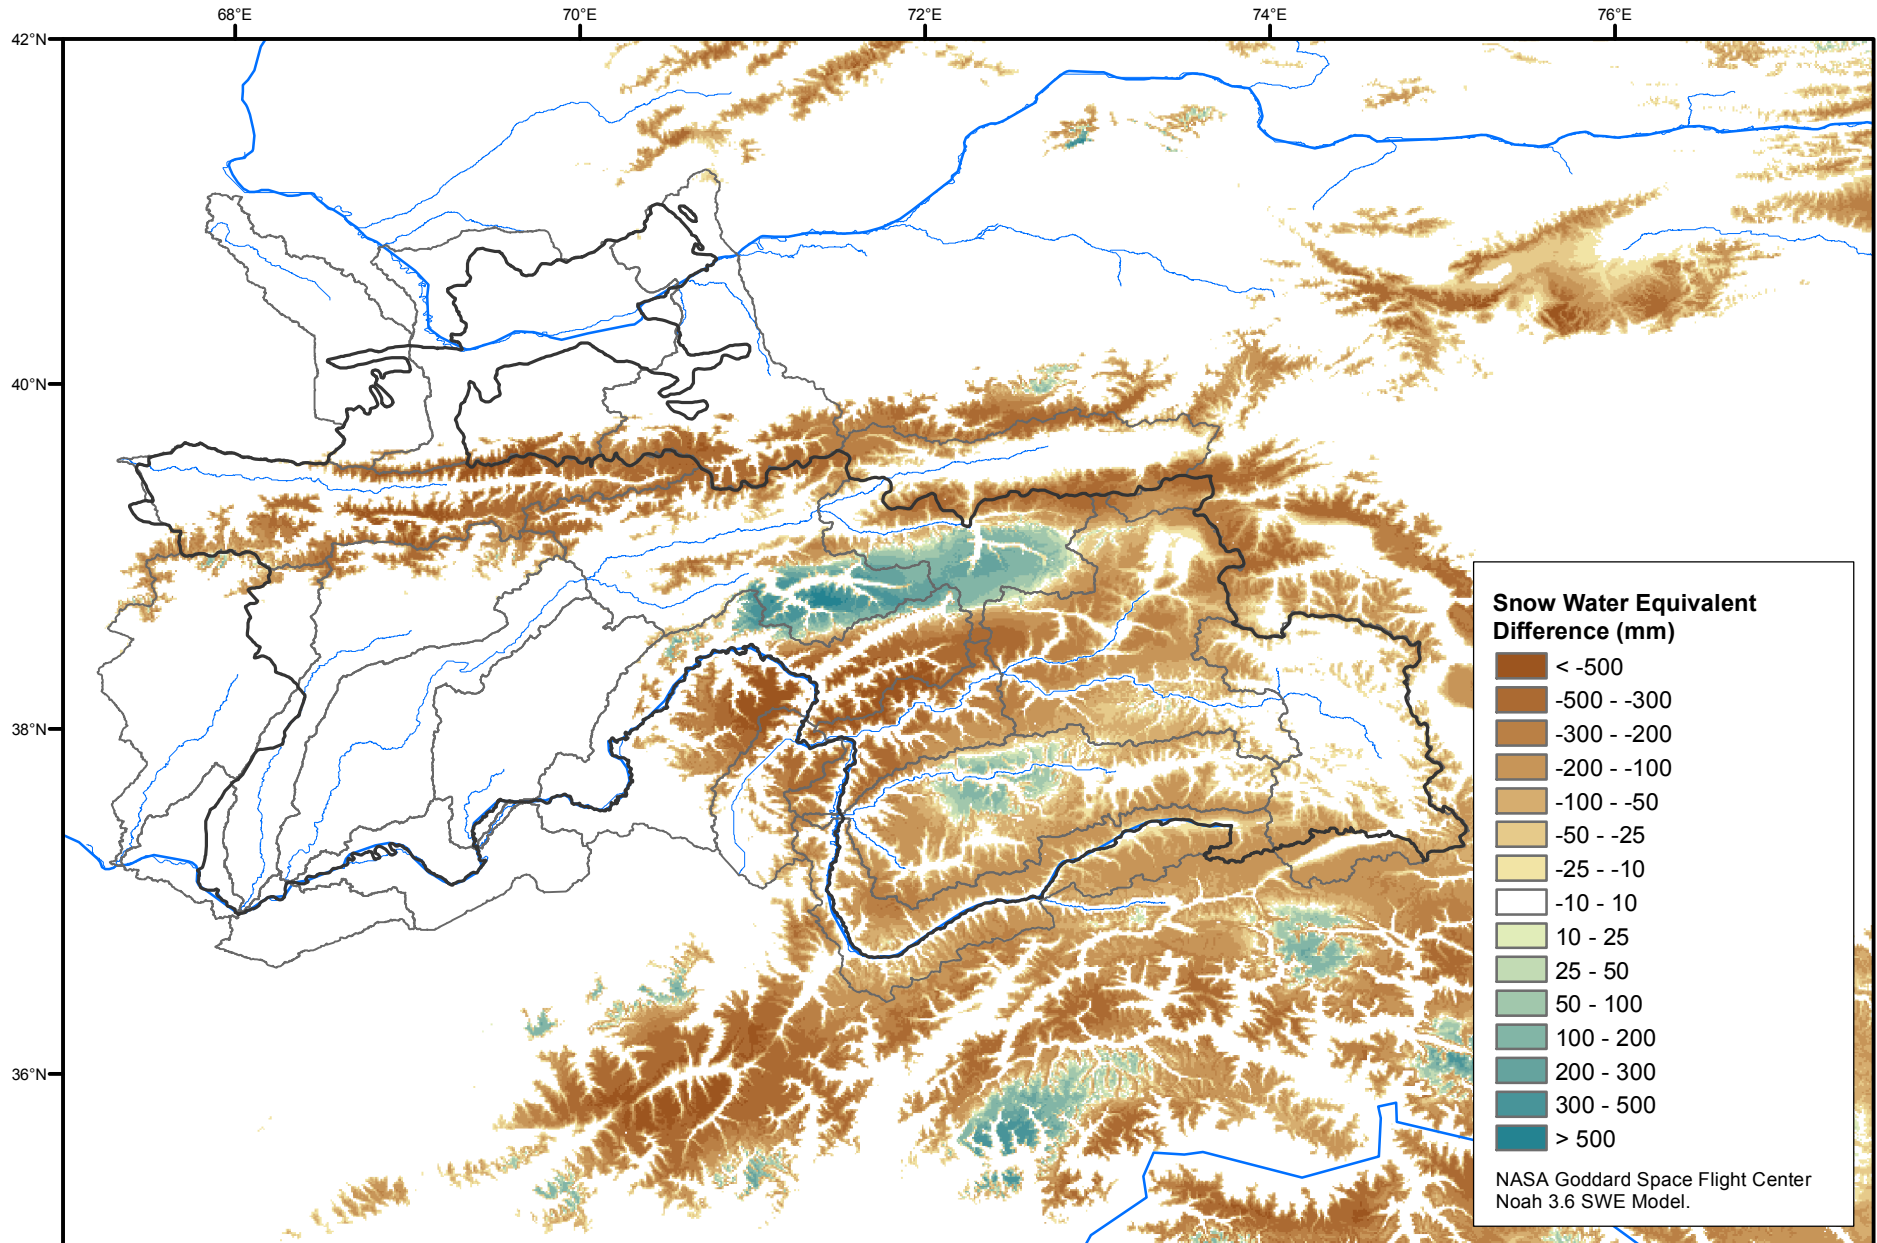 68°E
70°E
72°E
74°E
76°E
42°N
40°N
38°N
36°N
Snow Water Equivalent
Difference (mm)
< -500
-500 - -300
-300 - -200
-200 - -100
-100 - -50
-50 - -25
-25 - -10
-10 - 10
10 - 25
25 - 50
50 - 100
100 - 200
200 - 300
300 - 500
> 500
NASA Goddard Space Flight Center
Noah 3.6 SWE Model.